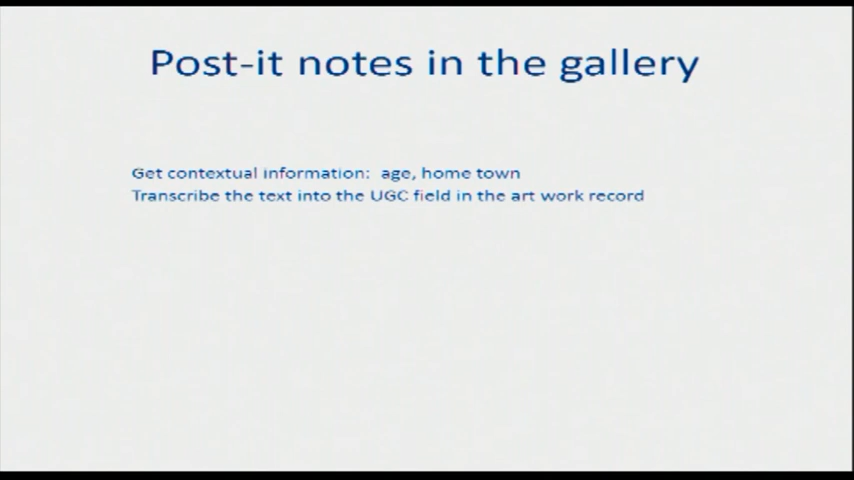 Post-it notes in the gallery
Get contextual information:  age, home town
Transcribe the text into the UGC field in the art work record